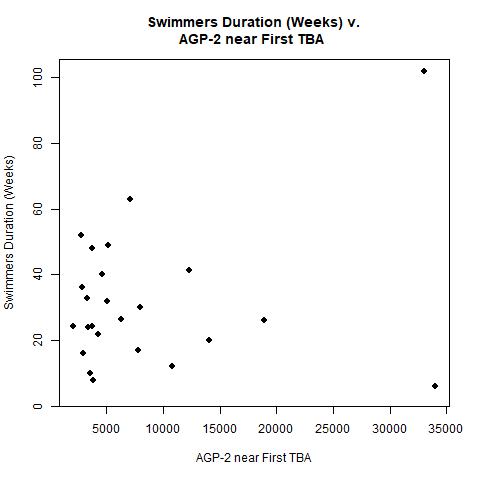 Swimmers Duration (Weeks) v.
AGP-2 near First TBA
Swimmers Duration (Weeks)
100
80
60
40
20
0
5000 10000 15000 20000 25000 30000 35000
AGP-2 near First TBA